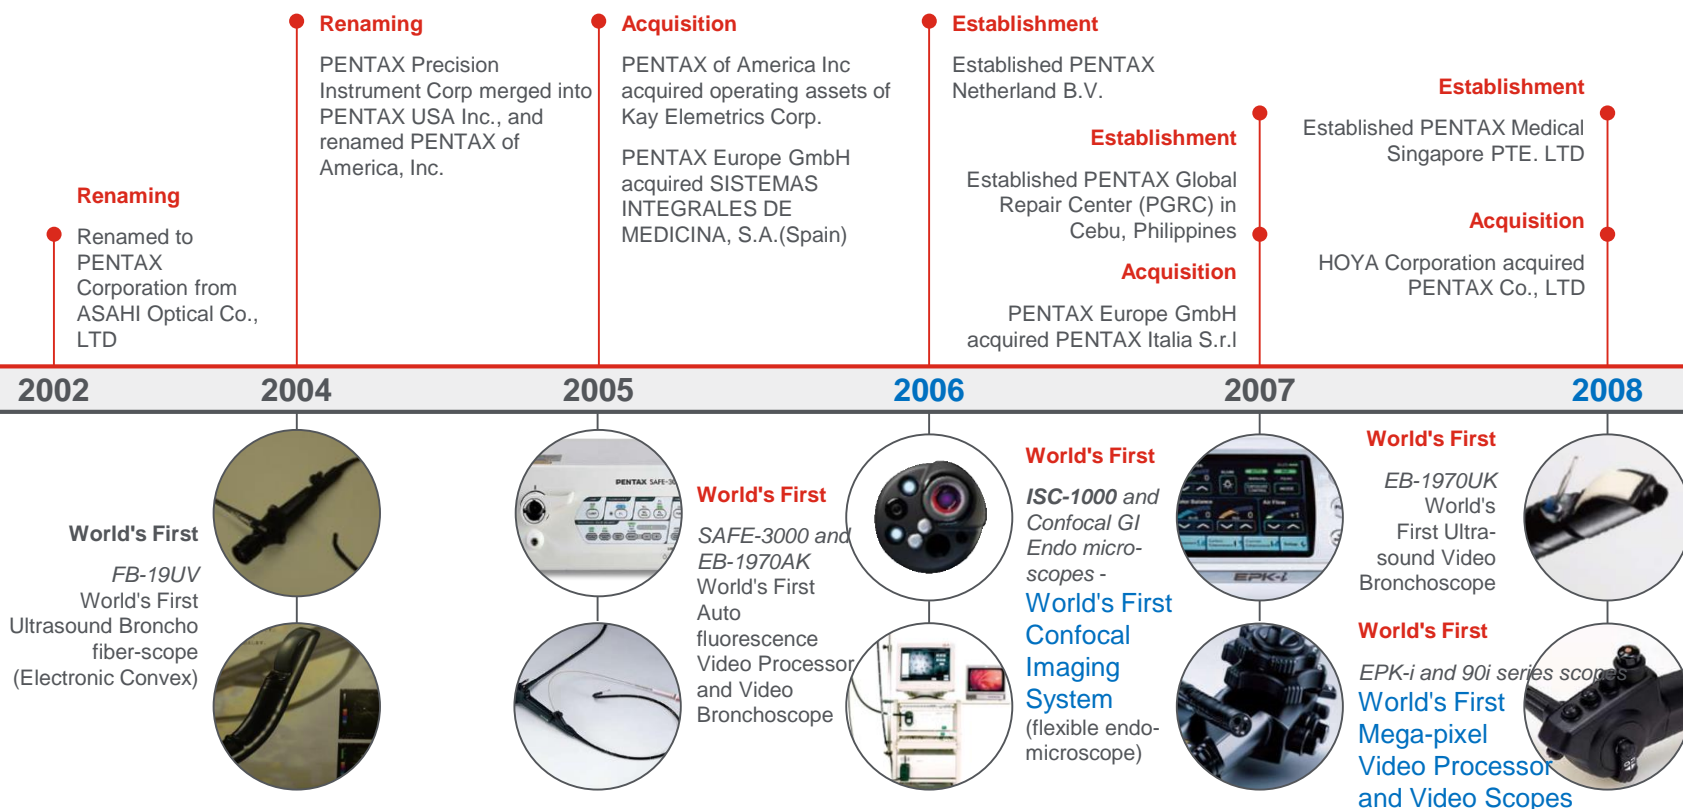 Renaming
Renamed to
PENTAX
Corporation from
ASAHI Optical Co.,
LTD
Renaming
PENTAX Precision
Instrument Corp merged into
PENTAX USA Inc., and
renamed PENTAX of
America, Inc.
Acquisition
PENTAX of America Inc
acquired operating assets of
Kay Elemetrics Corp.
PENTAX Europe GmbH
acquired SISTEMAS
INTEGRALES DE
MEDICINA, S.A.(Spain)
Establishment
Established PENTAX
Netherland B.V.
Establishment
Established PENTAX Global
Repair Center (PGRC) in
Cebu, Philippines
Acquisition
PENTAX Europe GmbH
acquired PENTAX Italia S.r.l
Establishment
Established PENTAX Medical
Singapore PTE. LTD
Acquisition
HOYA Corporation acquired
PENTAX Co., LTD
2002
2004
2005
2006
2007
2008
World's First
FB-19UV
World's First
Ultrasound Broncho
fiber-scope
(Electronic Convex)
PENTAX SAFE-30
World's First
SAFE-3000 and
EB-1970AK
World's First
Auto
fluorescence
Video Processor
and Video
Bronchoscope
World's First
ISC-1000 and
Confocal GI
Endo micro-
scopes -
World's First
Confocal
Imaging
System
(flexible endo-
microscope)
EPK-i
World's First
EB-1970UK
World's
First Ultra-
sound Video
Bronchoscope
World's First
EPK-i and 90i series scopes
World's First
Mega-pixel
Video Processor
and Video Scopes